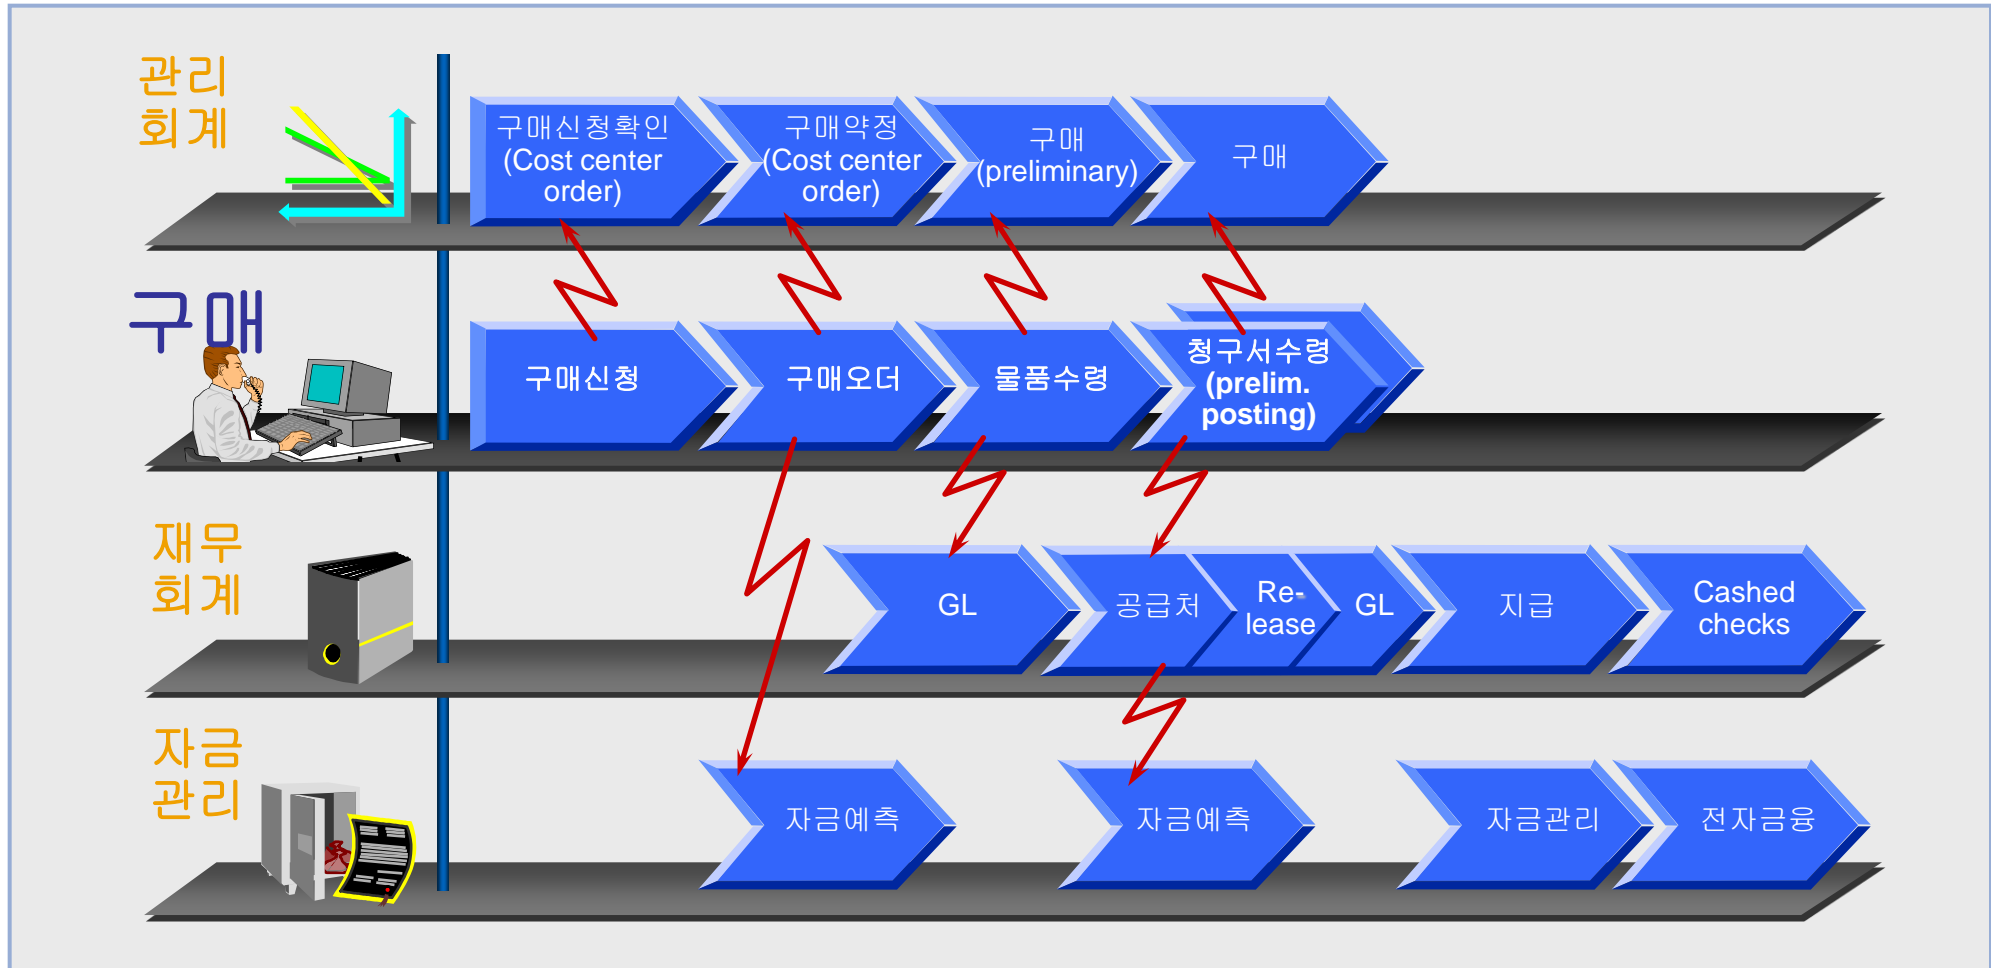 관리
회계
구매신청확인
(Cost center
order)
구매약정
(Cost center
order)
구매
(preliminary)
구매
구매
구매신청
구매오더
물품수령
청구서수령
(prelim.
posting)
재무
회계
GL
공급처
Re-
lease
GL
지급
Cashed
checks
자금
관리
자금예측
자금예측
자금관리
전자금융